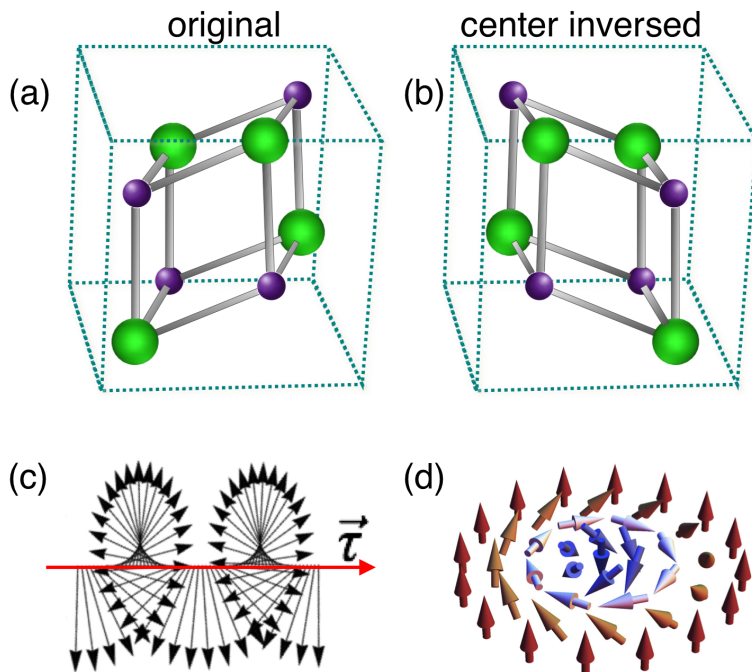 original
center inversed
(a)
(b)
(c)
(d)
τ⃗